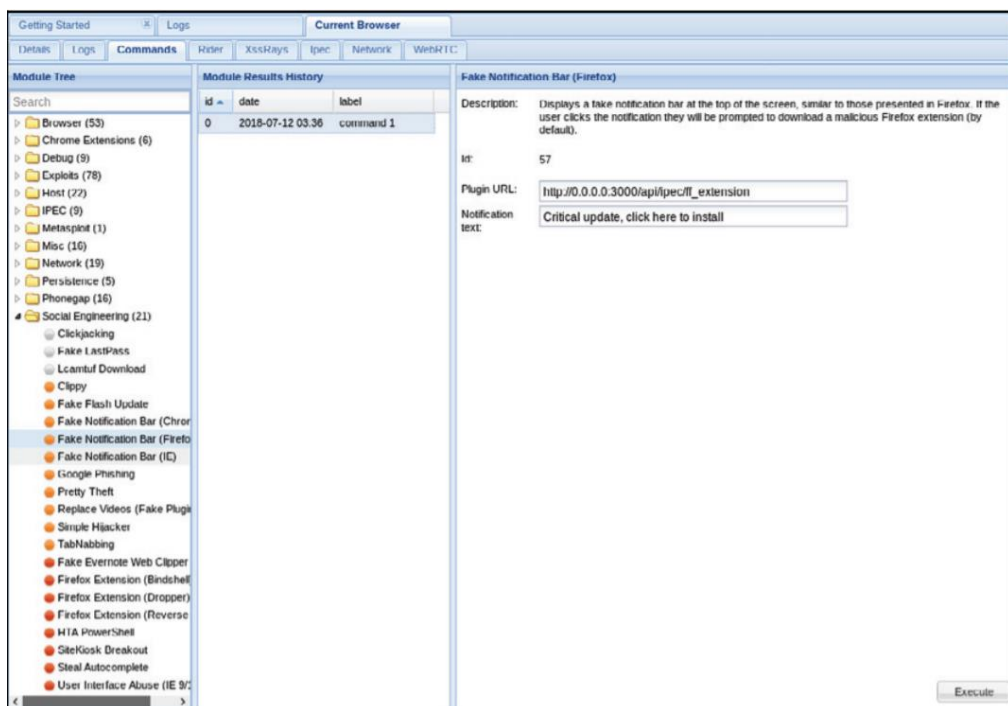 Getting Started
Logs
Current Browser
Details
Logs
Commands
Rider
XssRays
Ipec
Network
WebRTC
Module Tree
Search
Browser (53)
Chrome Extensions (6)
Debug (9)
Exploits (78)
Host (22)
IPEC (9)
Metasploit (1)
Misc (16)
Network (19)
Persistence (5)
Phonegap (16)
Social Engineering (21)
Clickjacking
Fake LastPass
Lcamtuf Download
Clippy
Fake Flash Update
Fake Notification Bar (Chror
Fake Notification Bar (Firefo
Fake Notification Bar (IE)
Google Phishing
Pretty Theft
Replace Videos (Fake Plugi
Simple Hijacker
TabNabbing
Fake Evernote Web Clipper
Firefox Extension (Bindshell
Firefox Extension (Dropper)
Firefox Extension (Reverse
HTA PowerShell
SiteKiosk Breakout
Steal Autocomplete
User Interface Abuse (IE 9/1
Module Results History
id date label
0 2018-07-12 03:36 command 1
Fake Notification Bar (Firefox)
Description: Displays a fake notification bar at the top of the screen, similar to those presented in Firefox. If the
user clicks the notification they will be prompted to download a malicious Firefox extension (by
default).
Id: 57
Plugin URL: http://0.0.0.0:3000/api/ipec/ff_extension
Notification text: Critical update, click here to install
Execute